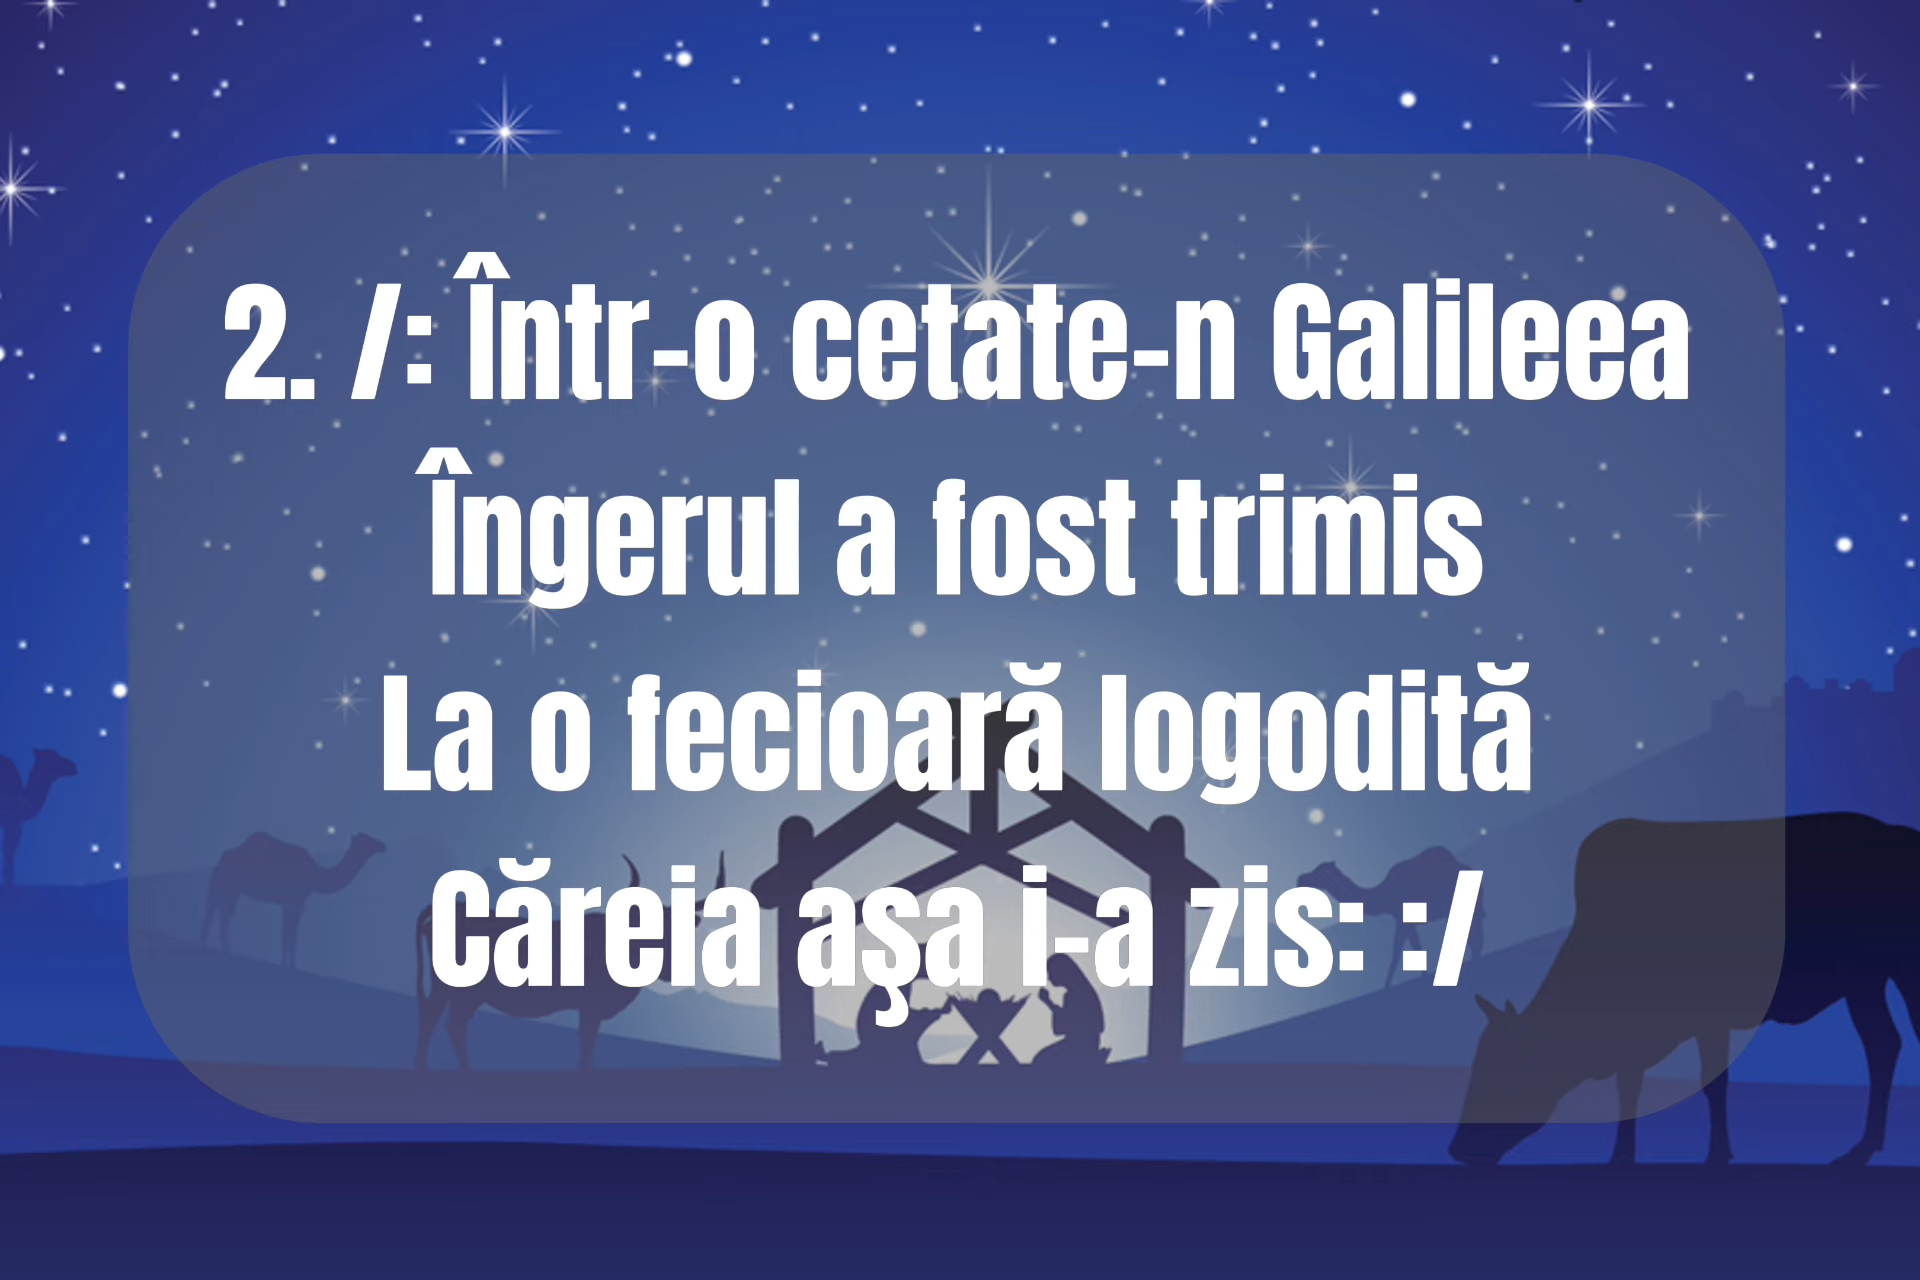 2. /: Într-o cetate-n Galileea
Îngerul a fost trimis
La o fecioară logodită
Căreia aşa i-a zis: :/